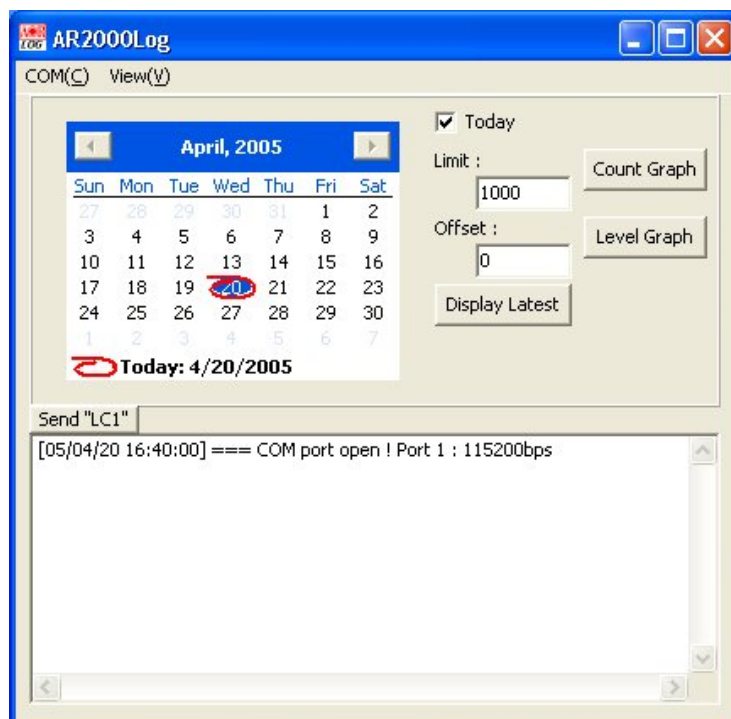 AR2000Log
COM(C) View(V)
April, 2005
Sun Mon Tue Wed Thu Fri Sat
27 28 29 30 31 1 2
3 4 5 6 7 8 9
10 11 12 13 14 15 16
17 18 19 20 21 22 23
24 25 26 27 28 29 30
1 2 3 4 5 6 7
Today: 4/20/2005
Today
Limit :
1000
Count Graph
Offset :
0
Level Graph
Display Latest
Send "LC1"
[05/04/20 16:40:00] === COM port open ! Port 1 : 115200bps